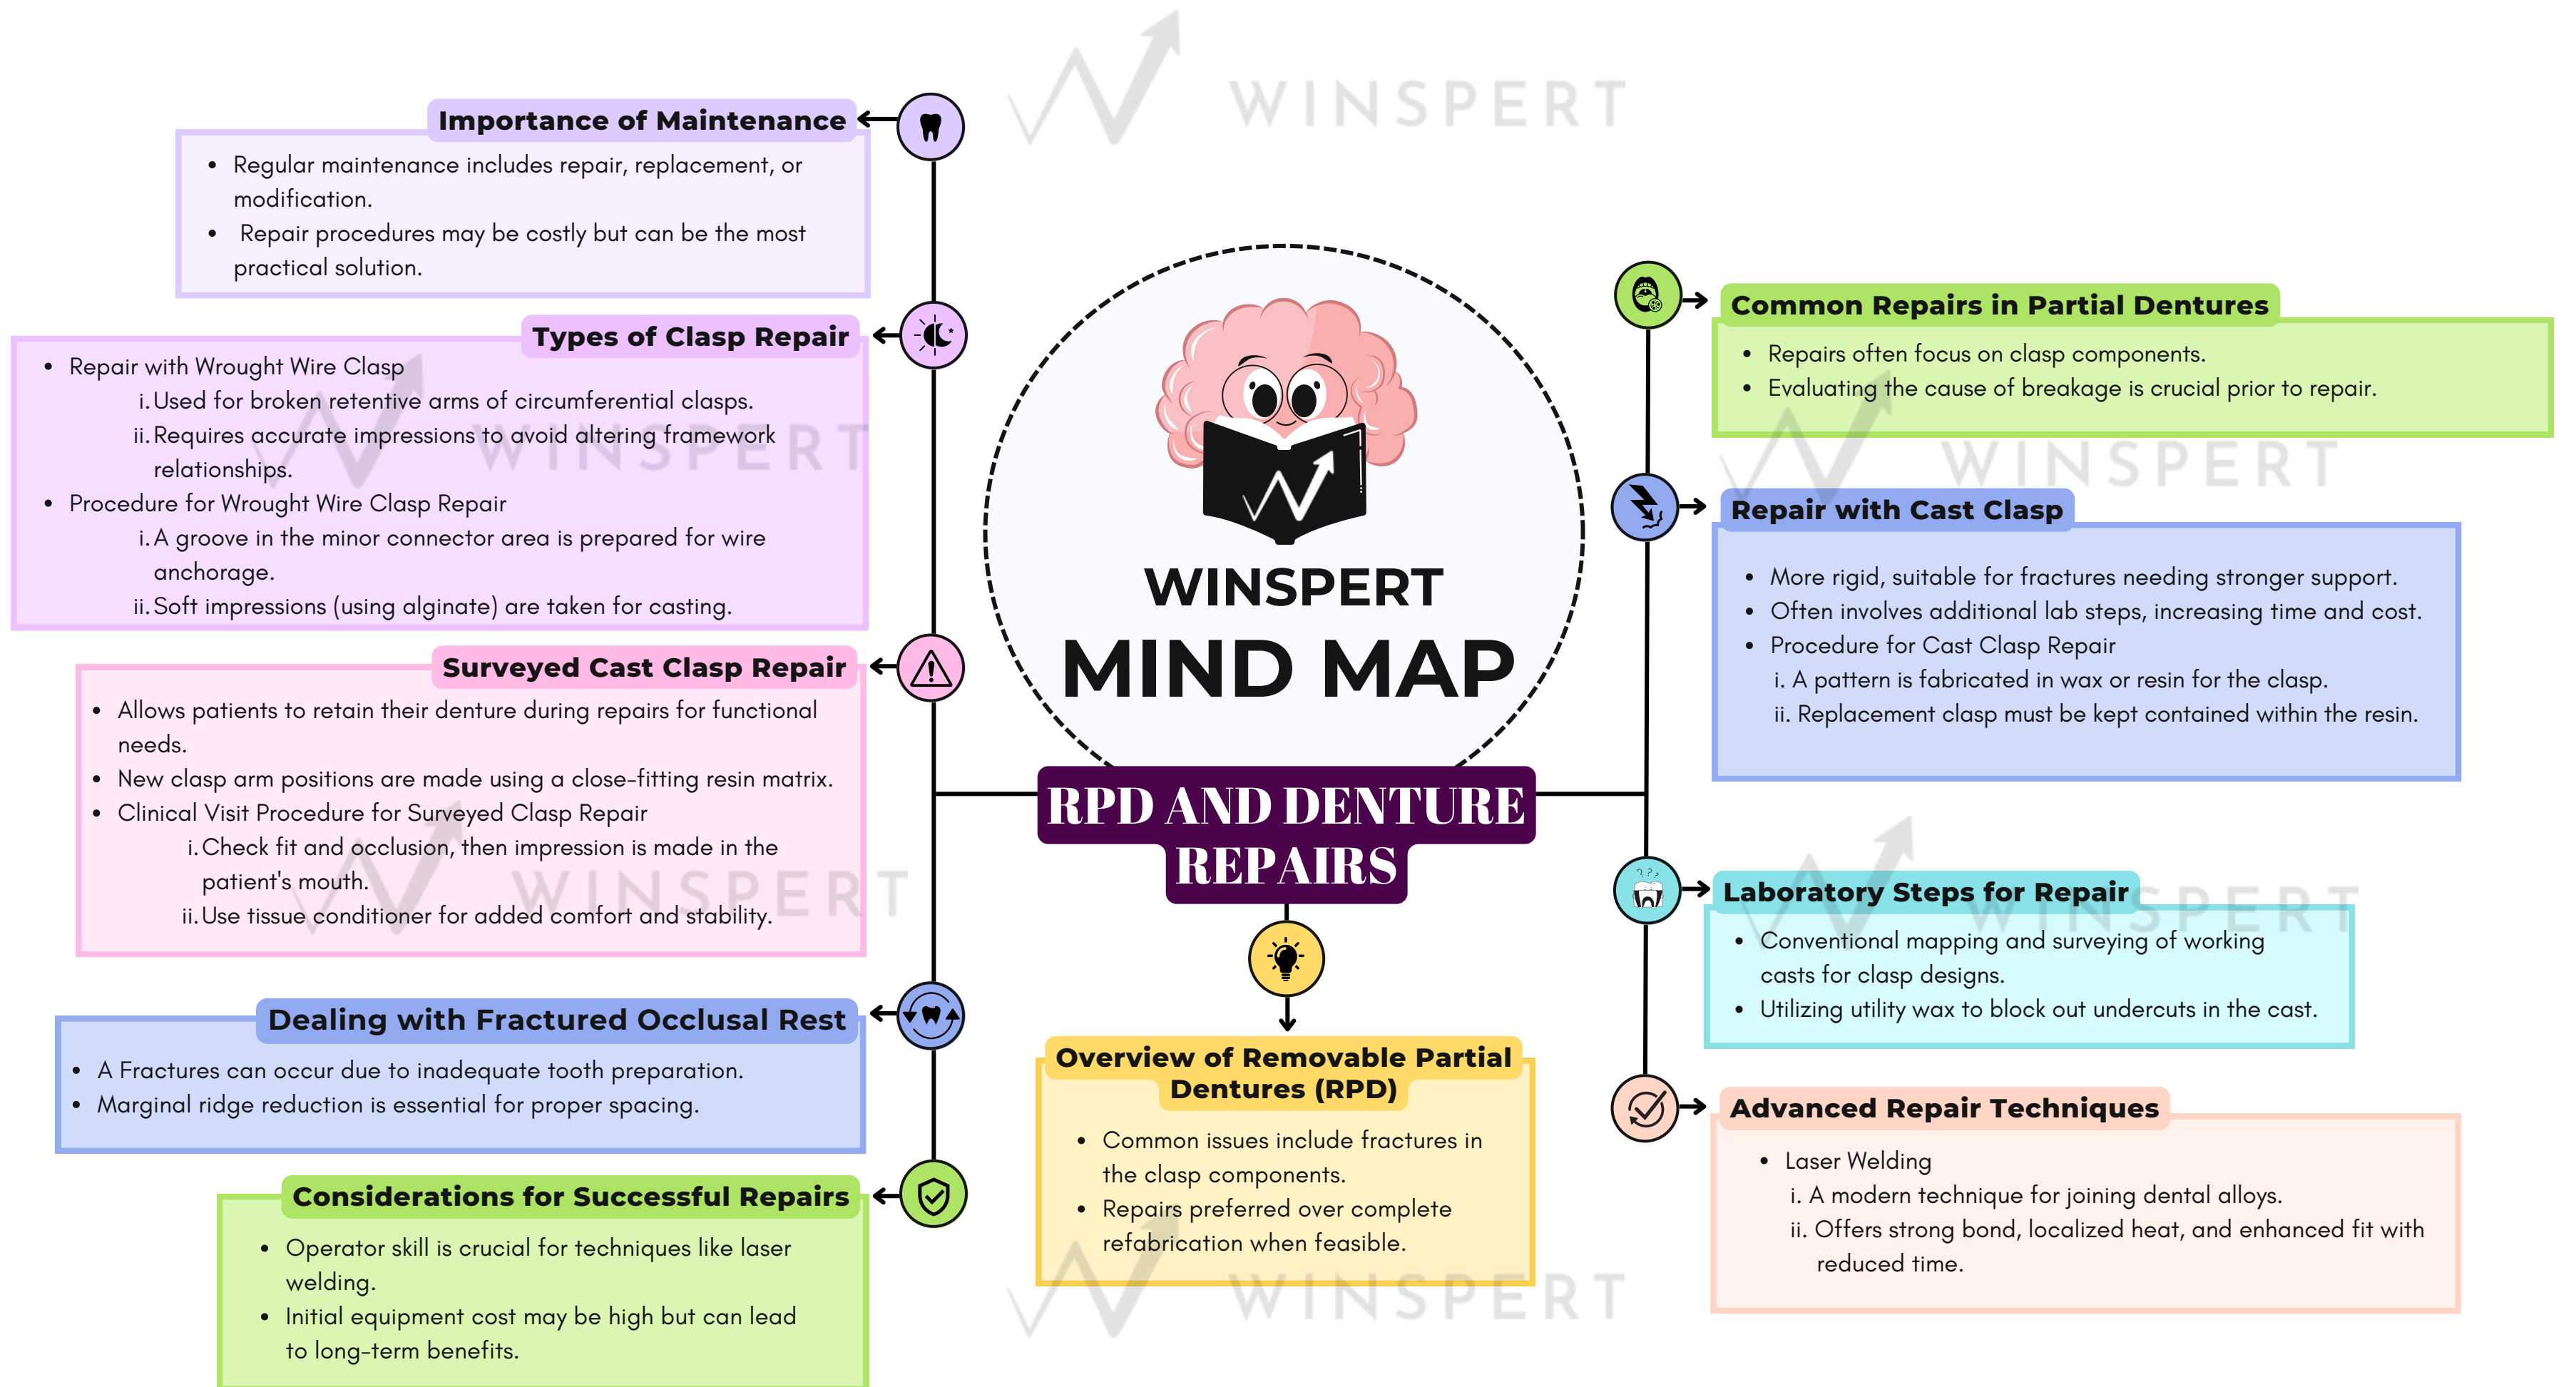 WINSPERT
Importance of Maintenance
• Regular maintenance includes repair, replacement, or
modification.
• Repair procedures may be costly but can be the most
practical solution.
Types of Clasp Repair
• Repair with Wrought Wire Clasp
i. Used for broken retentive arms of circumferential clasps.
ii. Requires accurate impressions to avoid altering framework
relationships.
• Procedure for Wrought Wire Clasp Repair
i. A groove in the minor connector area is prepared for wire
anchorage.
ii. Soft impressions (using alginate) are taken for casting.
WINSPERT
Surveyed Cast Clasp Repair
• Allows patients to retain their denture during repairs for functional
needs.
• New clasp arm positions are made using a close-fitting resin matrix.
• Clinical Visit Procedure for Surveyed Clasp Repair
i. Check fit and occlusion, then impression is made in the
patient's mouth.
ii. Use tissue conditioner for added comfort and stability.
WINSPERT
Dealing with Fractured Occlusal Rest
• A Fractures can occur due to inadequate tooth preparation.
• Marginal ridge reduction is essential for proper spacing.
Considerations for Successful Repairs
• Operator skill is crucial for techniques like laser
welding.
• Initial equipment cost may be high but can lead
to long-term benefits.
WINSPERT
MIND MAP
RPD AND DENTURE
REPAIRS
Overview of Removable Partial
Dentures (RPD)
• Common issues include fractures in
the clasp components.
• Repairs preferred over complete
refabrication when feasible.
WINSPERT
Common Repairs in Partial Dentures
• Repairs often focus on clasp components.
• Evaluating the cause of breakage is crucial prior to repair.
WINSPERT
Repair with Cast Clasp
• More rigid, suitable for fractures needing stronger support.
• Often involves additional lab steps, increasing time and cost.
• Procedure for Cast Clasp Repair
i. A pattern is fabricated in wax or resin for the clasp.
ii. Replacement clasp must be kept contained within the resin.
Laboratory Steps for Repair
WINSPERT
• Conventional mapping and surveying of working
casts for clasp designs.
• Utilizing utility wax to block out undercuts in the cast.
Advanced Repair Techniques
• Laser Welding
i. A modern technique for joining dental alloys.
ii. Offers strong bond, localized heat, and enhanced fit with
reduced time.